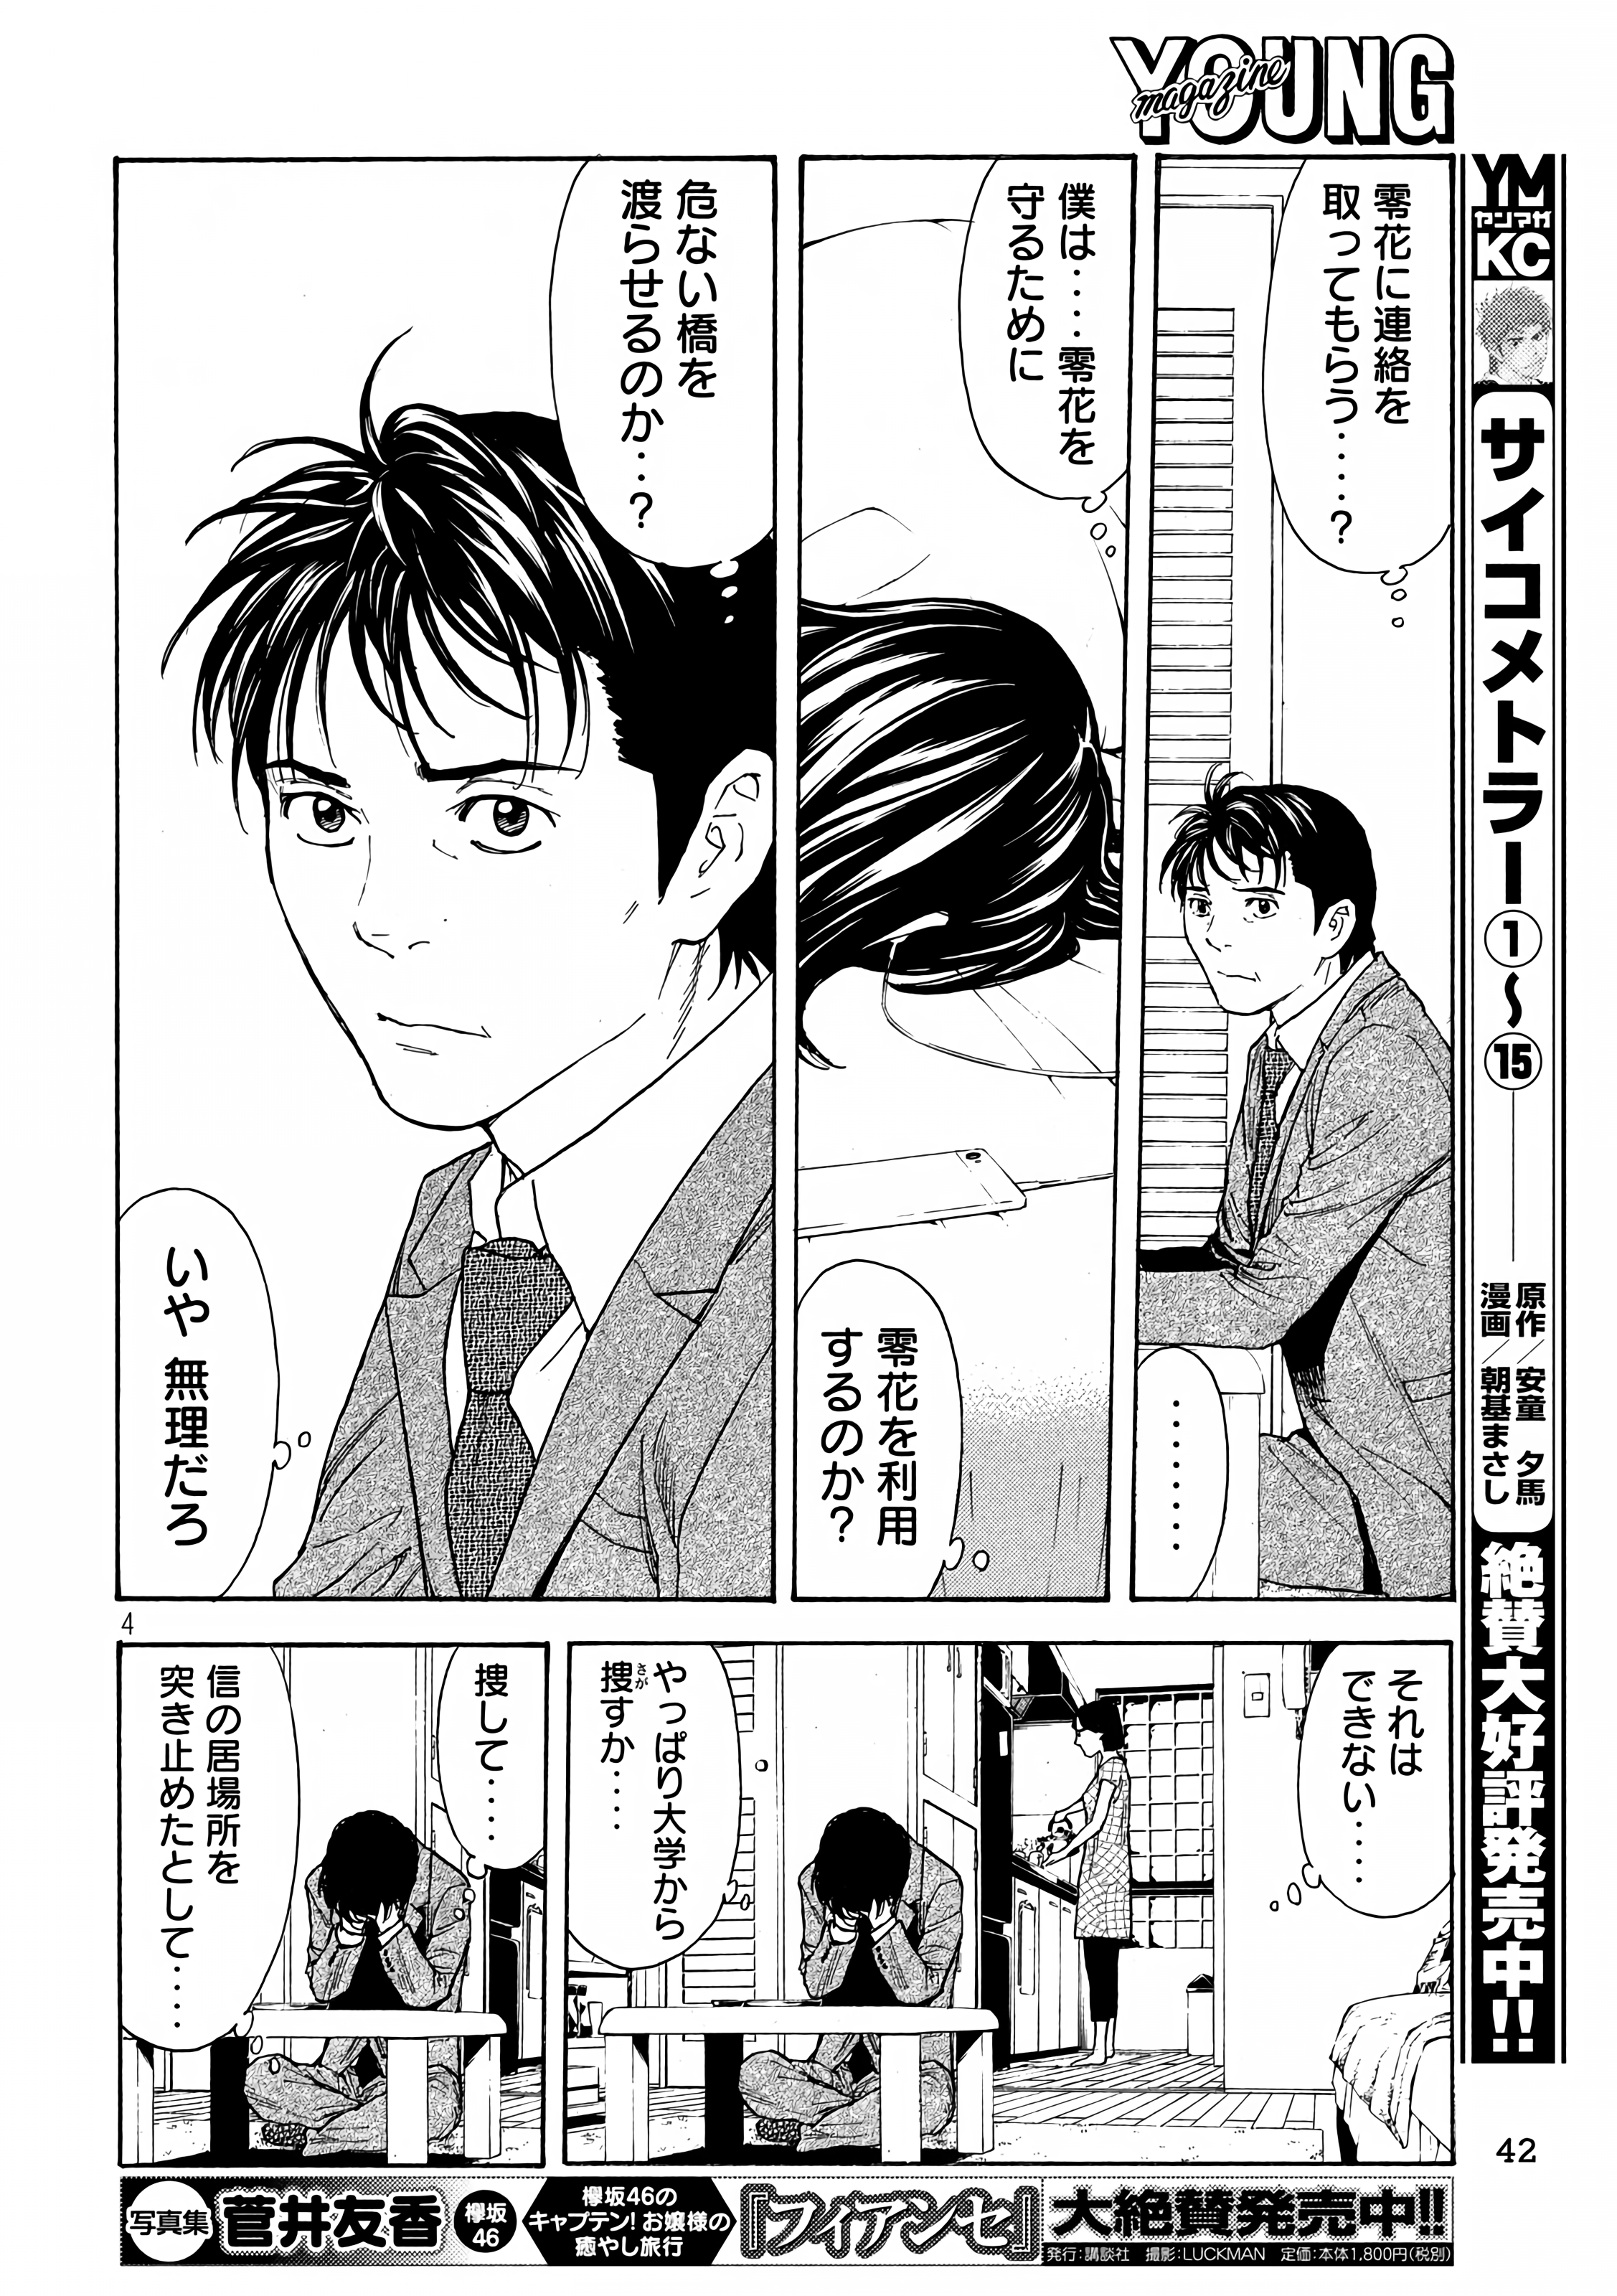 YOUNG
magazine
零花に連絡を
取ってもらう‥‥‥?
‥‥‥‥
僕は‥‥零花を
守るために
零花を利用
するのか?
危ない橋を
渡らせるのか‥‥?
いや 無理だろ
4
それは
できない‥‥‥
やっぱり大学から
捜すか‥‥
さが
捜して‥‥
信の居場所を
突き止めたとして‥‥
YM
ヤンマガ
KC
サイコメトラー①〜⑮
原作/安童 夕馬
漫画/朝基まさし
絶賛大好評発売中!!
42
写真集
菅井友香
欅坂
46
欅坂46の
キャプテン!お嬢様の
癒やし旅行
『フィアンセ』
大絶賛発売中!!
発行:講談社 撮影:LUCKMAN 定価:本体1,800円(税別)